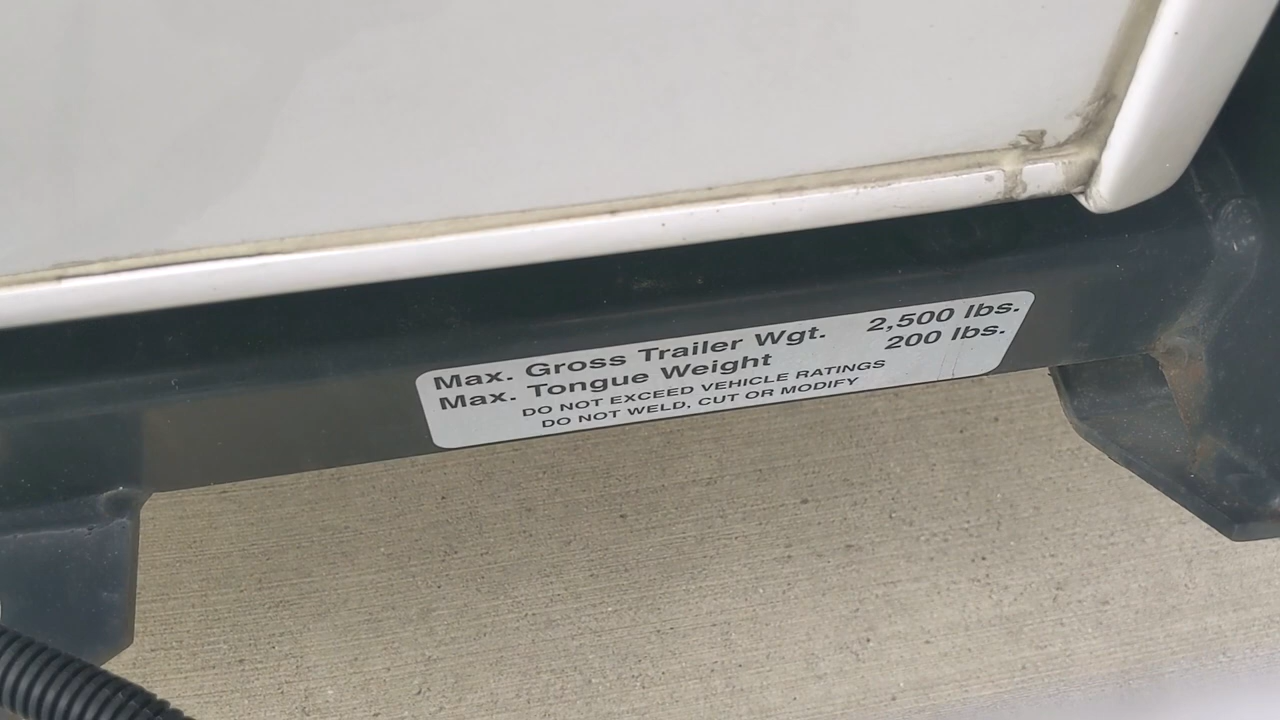 Max. Gross Trailer Wgt. 2,500 lbs.
Max. Tongue Weight 200 lbs.
DO NOT EXCEED VEHICLE RATINGS
DO NOT WELD, CUT OR MODIFY